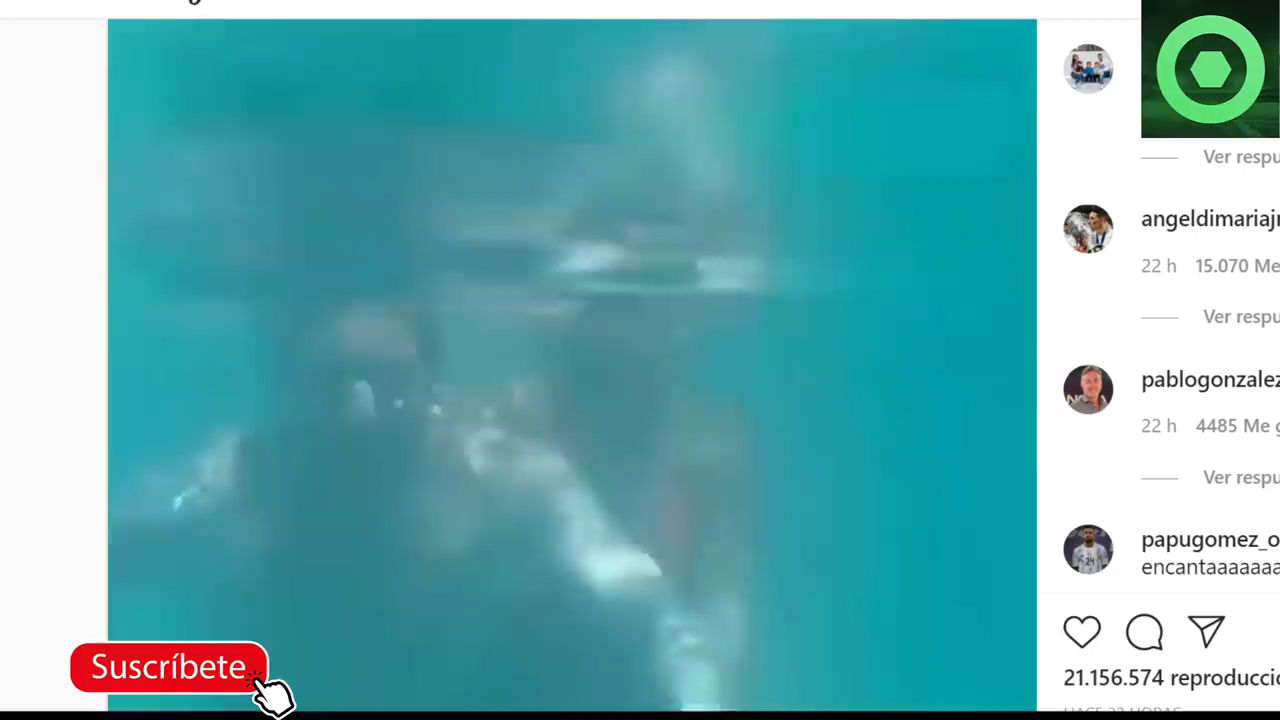 Ver respu
angeldimariajr
22 h 15.070 Me
Ver respu
pablogonzalez
22 h 4485 Me g
Ver respu
papugomez_o
encantaaaaaaa
21.156.574 reproduccio
Suscríbete